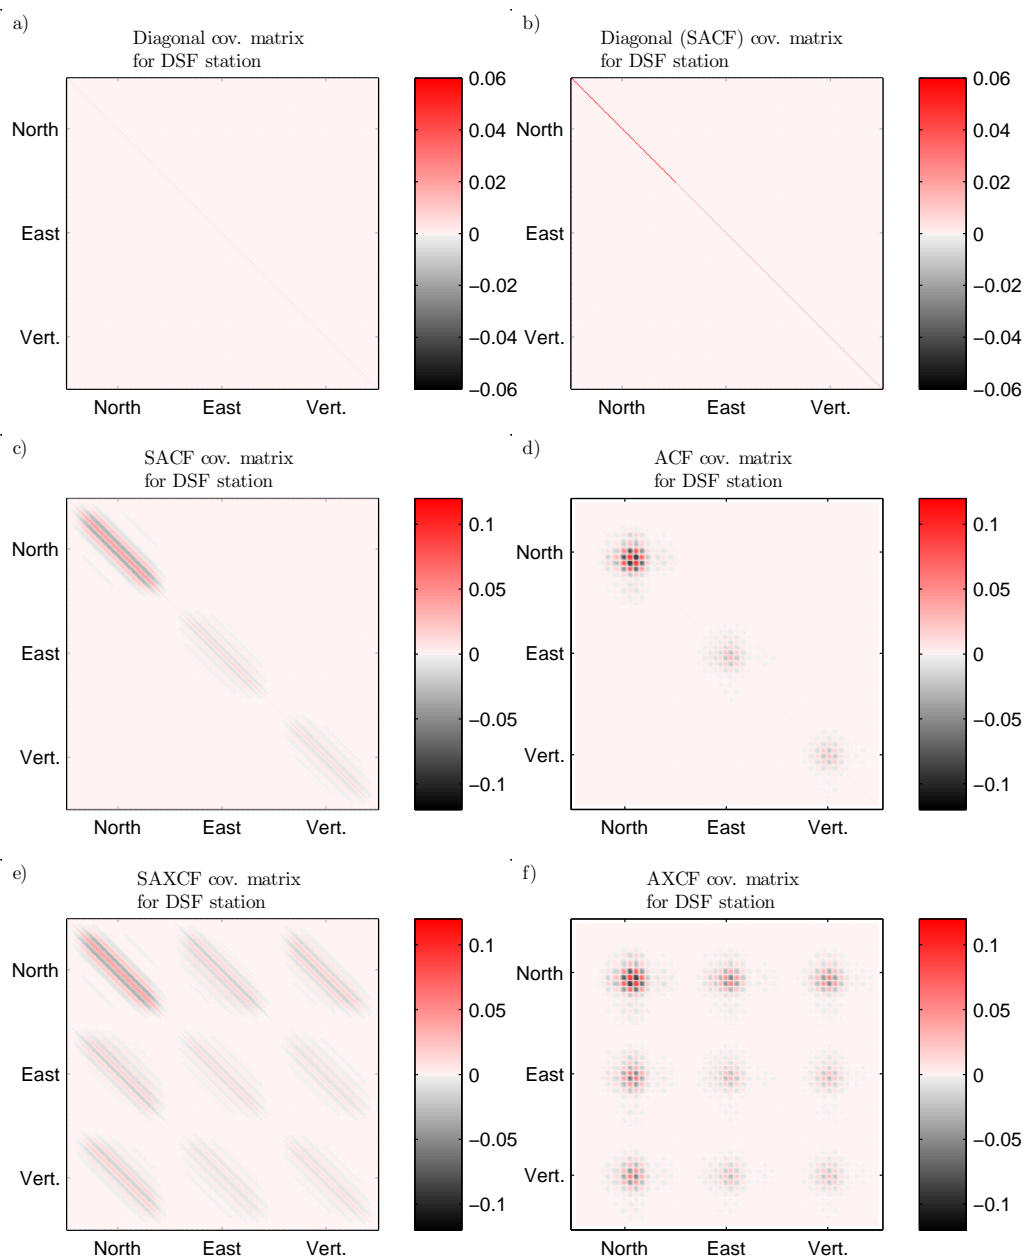 a)
Diagonal cov. matrix
for DSF station
North
East
Vert.
North East Vert.
0.06
0.04
0.02
0
−0.02
−0.04
−0.06
b)
Diagonal (SACF) cov. matrix
for DSF station
North
East
Vert.
North East Vert.
0.06
0.04
0.02
0
−0.02
−0.04
−0.06
c)
SACF cov. matrix
for DSF station
North
East
Vert.
North East Vert.
0.1
0.05
0
−0.05
−0.1
d)
ACF cov. matrix
for DSF station
North
East
Vert.
North East Vert.
0.1
0.05
0
−0.05
−0.1
e)
SAXCF cov. matrix
for DSF station
North
East
Vert.
North East Vert.
0.1
0.05
0
−0.05
−0.1
f)
AXCF cov. matrix
for DSF station
North
East
Vert.
North East Vert.
0.1
0.05
0
−0.05
−0.1